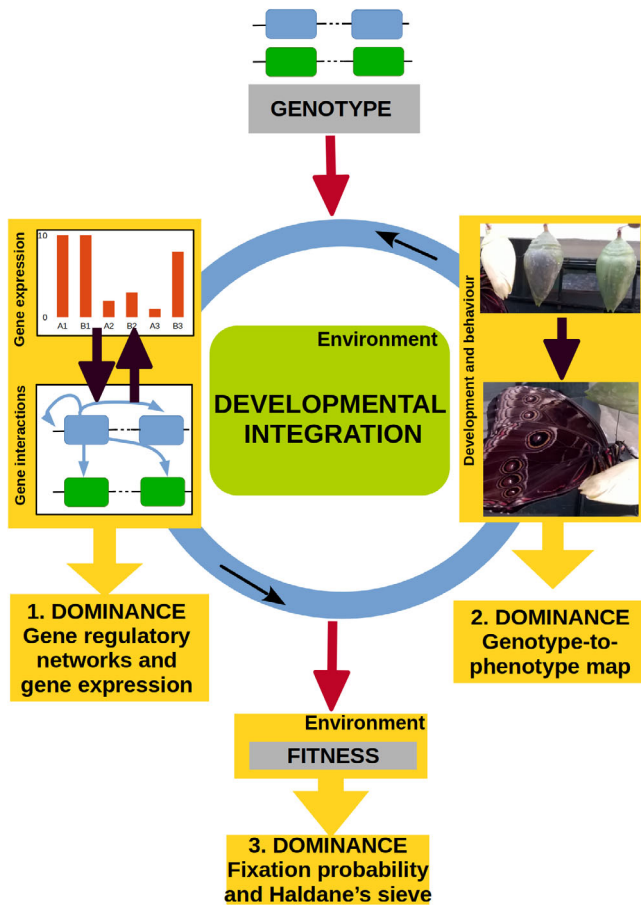 GENOTYPE
Gene expression
10
0
A1 B1 A2 B2 A3 B3
Gene interactions
Environment
DEVELOPMENTAL
INTEGRATION
Development and behaviour
1. DOMINANCE
Gene regulatory
networks and
gene expression
2. DOMINANCE
Genotype-to-
phenotype map
Environment
FITNESS
3. DOMINANCE
Fixation probability
and Haldane's sieve